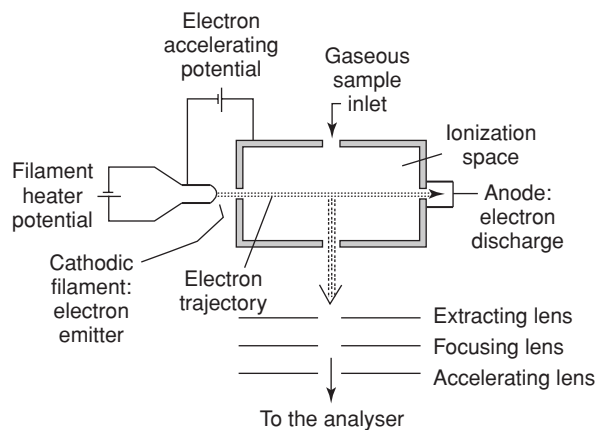 Electron
accelerating
potential
Gaseous
sample
inlet
Ionization
space
Filament
heater
potential
Anode:
electron
discharge
Cathodic
filament:
electron
emitter
Electron
trajectory
Extracting lens
Focusing lens
Accelerating lens
To the analyser